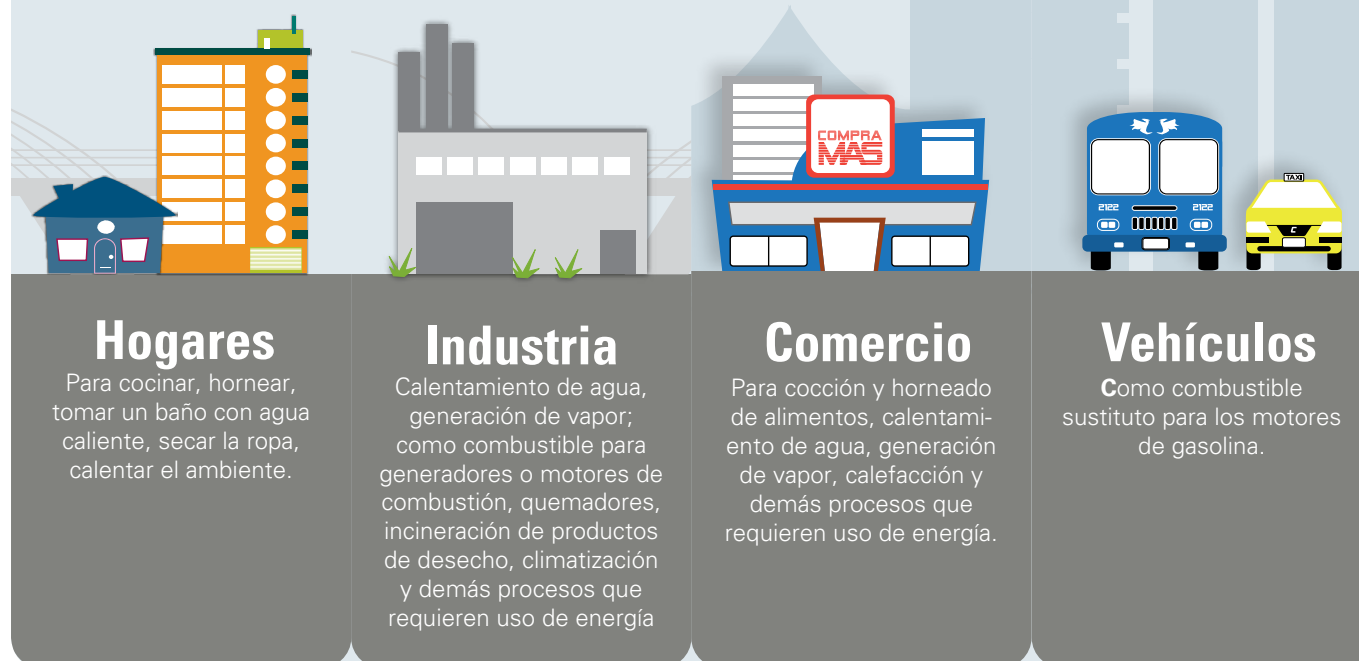 COMPRA
MAS
TAXI
2122
2122
C
Hogares
Para cocinar, hornear,
tomar un baño con agua
caliente, secar la ropa,
calentar el ambiente.
Industria
Calentamiento de agua,
generación de vapor;
como combustible para
generadores o motores de
combustión, quemadores,
incineración de productos
de desecho, climatización
y demás procesos que
requieren uso de energía
Comercio
Para cocción y horneado
de alimentos, calentami-
ento de agua, generación
de vapor, calefacción y
demás procesos que
requieren uso de energía.
Vehículos
Como combustible
sustituto para los motores
de gasolina.